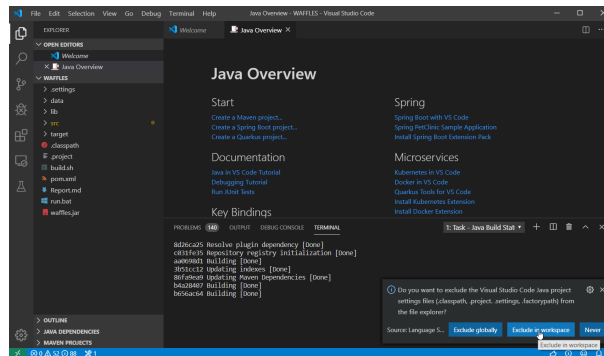 File Edit Selection View Go Debug Terminal Help
Java Overview - WAFFLES - Visual Studio Code
EXPLORER
OPEN EDITORS
Welcome
Java Overview
WAFFLES
.settings
data
lib
src
target
.classpath
.project
build.sh
pom.xml
Report.md
run.bat
waffles.jar
OUTLINE
JAVA DEPENDENCIES
MAVEN PROJECTS
Welcome
Java Overview
Java Overview
Start
Create a Maven project...
Create a Spring Boot project...
Create a Quarkus project...
Documentation
Java in VS Code Tutorial
Debugging Tutorial
Run JUnit Tests
Key Bindings
Spring
Spring Boot with VS Code
Spring PetClinic Sample Application
Install Spring Boot Extension Pack
Microservices
Kubernetes in VS Code
Docker in VS Code
Quarkus Tools for VS Code
Install Kubernetes Extension
Install Docker Extension
PROBLEMS 140 OUTPUT DEBUG CONSOLE TERMINAL
1: Task - Java Build Stat
8d26ca25 Resolve plugin dependency [Done]
c031fe35 Repository registry initialization [Done]
aa0698d1 Building [Done]
3b51cc12 Updating indexes [Done]
86fa9ea9 Updating Maven Dependencies [Done]
b4a28407 Building [Done]
b656ac64 Building [Done]
Do you want to exclude the Visual Studio Code Java project
settings files (.classpath, .project. .settings, .factorypath) from
the file explorer?
Source: Language S...
Exclude globally
Exclude in workspace
Never
Exclude in workspace
0 52 88 1